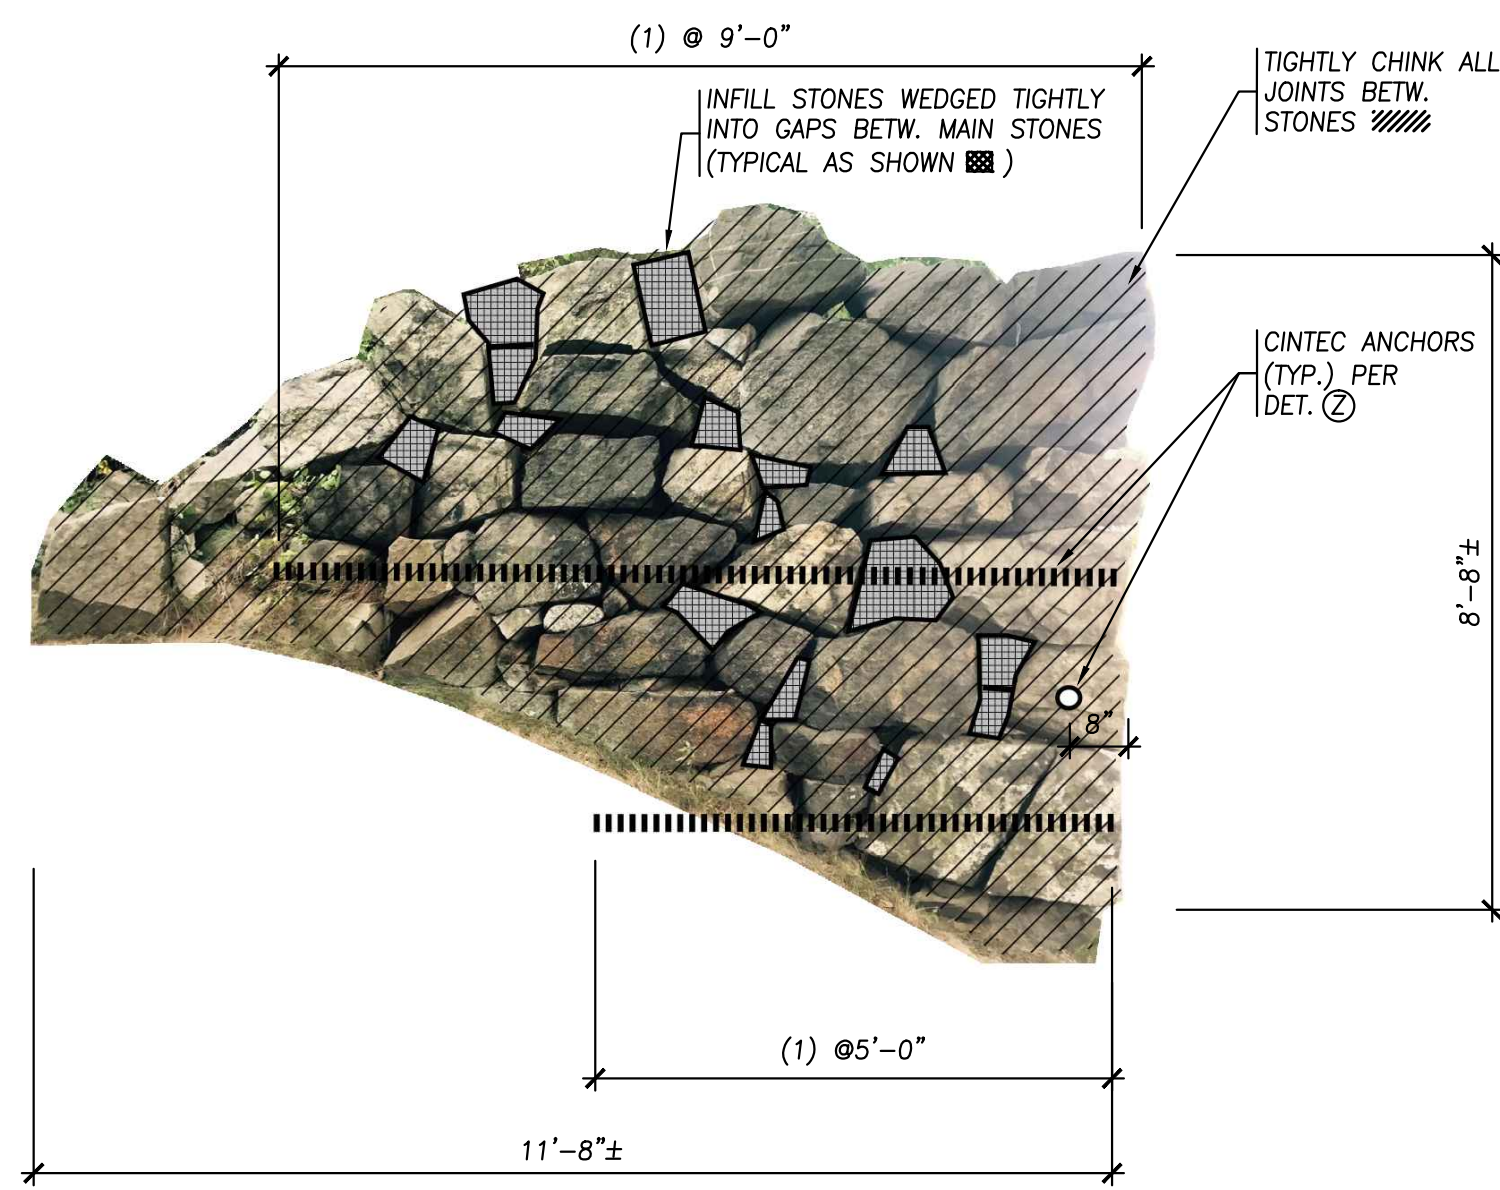 (1) @ 9'-0"
INFILL STONES WEDGED TIGHTLY
INTO GAPS BETW. MAIN STONES
(TYPICAL AS SHOWN )
TIGHTLY CHINK ALL
JOINTS BETW.
STONES
CINTEC ANCHORS
(TYP.) PER
DET. Z
8'-8"±
8"
(1) @5'-0"
11'-8"±